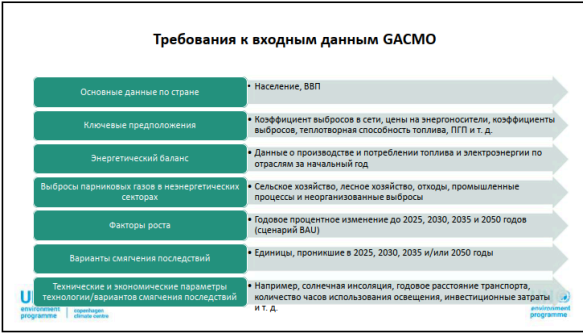 Требования к входным данным GACMO
Основные данные по стране
• Население, ВВП
Ключевые предположения
• Коэффициент выбросов в сети, цены на энергоносители, коэффициенты
выбросов, теплотворная способность топлива, ПГП и т. д.
Энергетический баланс
• Данные о производстве и потреблении топлива и электроэнергии по
отраслям за начальный год
Выбросы парниковых газов в неэнергетических
секторах
• Сельское хозяйство, лесное хозяйство, отходы, промышленные
процессы и неорганизованные выбросы
Факторы роста
• Годовое процентное изменение до 2025, 2030, 2035 и 2050 годов
(сценарий BAU)
Варианты смягчения последствий
• Единицы, проникшие в 2025, 2030, 2035 и/или 2050 годы
Технические и экономические параметры
технологии/вариантов смягчения последствий
• Например, солнечная инсоляция, годовое расстояние транспорта,
количество часов использования освещения, инвестиционные затраты
и т. д.
environment
programme
copenhagen
climate centre
environment
programme